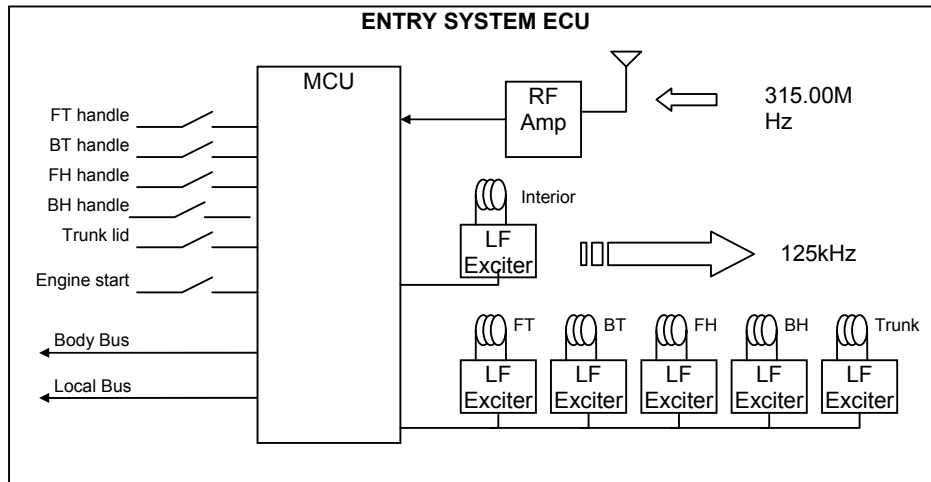 ENTRY SYSTEM ECU
MCU
FT handle
BT handle
FH handle
BH handle
Trunk lid
Engine start
Body Bus
Local Bus
RF
Amp
315.00M
Hz
Interior
LF
Exciter
125kHz
FT
BT
FH
BH
Trunk
LF
Exciter
LF
Exciter
LF
Exciter
LF
Exciter
LF
Exciter